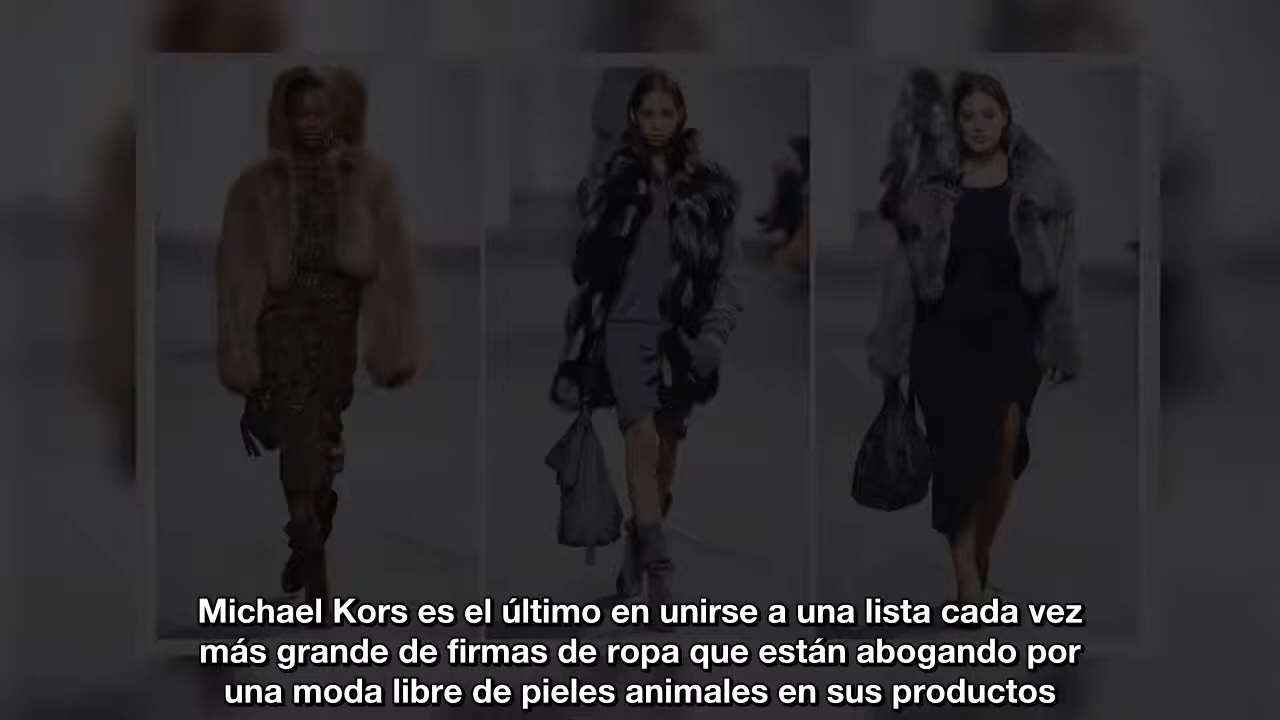 Michael Kors es el último en unirse a una lista cada vez
más grande de firmas de ropa que están abogando por
una moda libre de pieles animales en sus productos